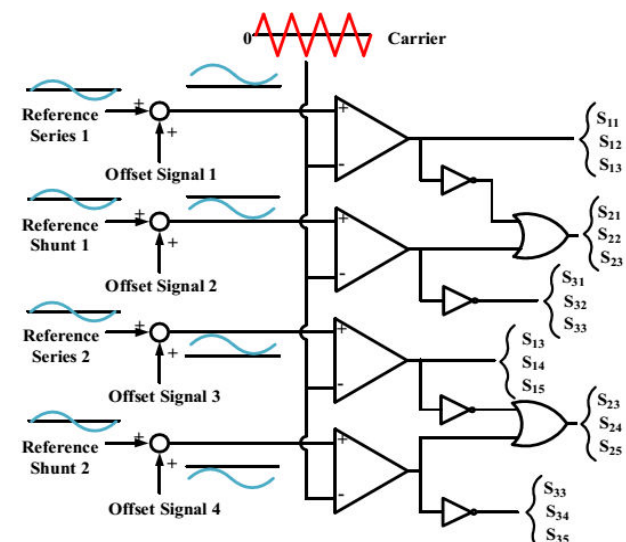 0
Carrier
+
Reference
Series 1
+
Offset Signal 1
+
-
S11
S12
S13
+
Reference
Shunt 1
+
Offset Signal 2
+
-
S21
S22
S23
S31
S32
S33
+
Reference
Series 2
+
Offset Signal 3
+
-
S13
S14
S15
+
Reference
Shunt 2
+
Offset Signal 4
+
-
S23
S24
S25
S33
S34
S35